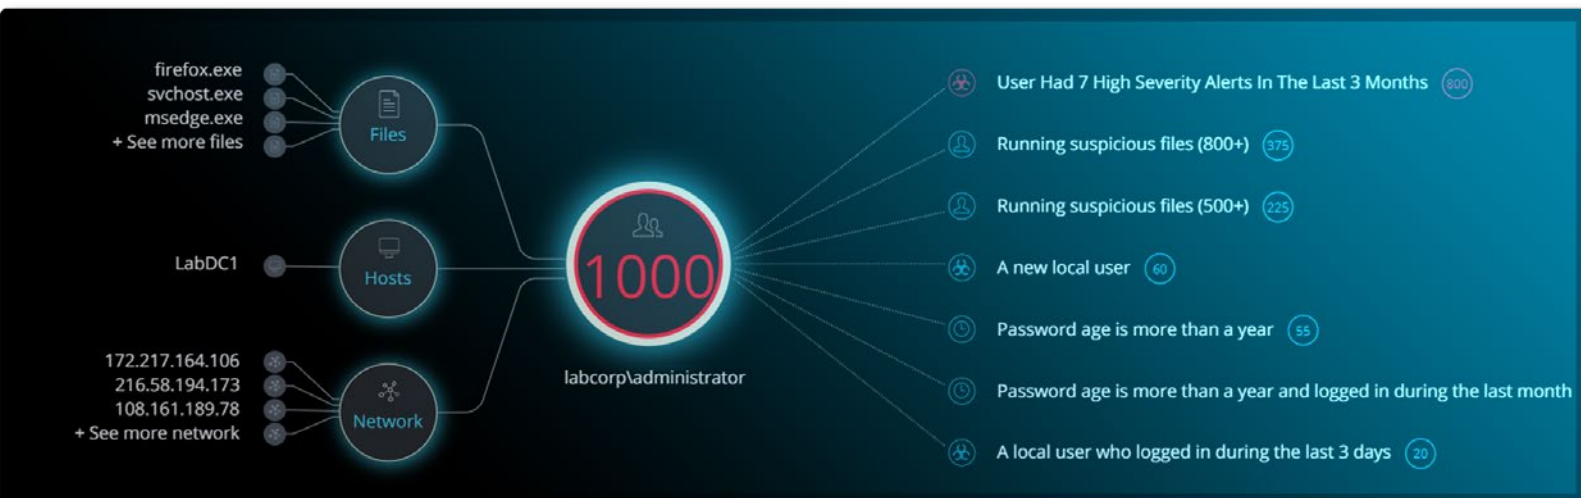 firefox.exe
svchost.exe
msedge.exe
+ See more files
Files
LabDC1
Hosts
172.217.164.106
216.58.194.173
108.161.189.78
+ See more network
Network
1000
labcorp\administrator
User Had 7 High Severity Alerts In The Last 3 Months 800
Running suspicious files (800+) 375
Running suspicious files (500+) 225
A new local user 60
Password age is more than a year 55
Password age is more than a year and logged in during the last month
A local user who logged in during the last 3 days 20